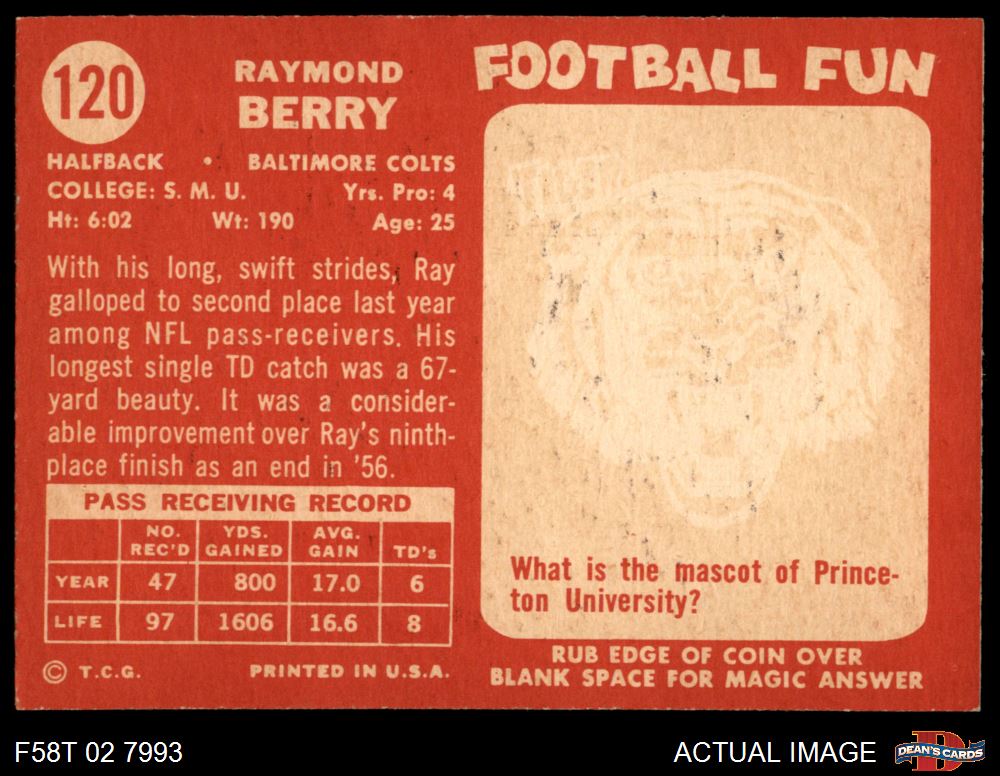 120
RAYMOND
BERRY
HALFBACK • BALTIMORE COLTS
COLLEGE: S. M. U. Yrs. Pro: 4
Ht: 6:02 Wt: 190 Age: 25
With his long, swift strides, Ray
galloped to second place last year
among NFL pass-receivers. His
longest single TD catch was a 67-
yard beauty. It was a consider-
able improvement over Ray's ninth-
place finish as an end in '56.
PASS RECEIVING RECORD
NO. REC'D YDS. GAINED AVG. GAIN TD's
YEAR 47 800 17.0 6
LIFE 97 1606 16.6 8
© T.C.G. PRINTED IN U.S.A.
FOOTBALL FUN
TIGER
What is the mascot of Prince-
ton University?
RUB EDGE OF COIN OVER
BLANK SPACE FOR MAGIC ANSWER
F58T 02 7993
ACTUAL IMAGE
DEAN'S CARDS